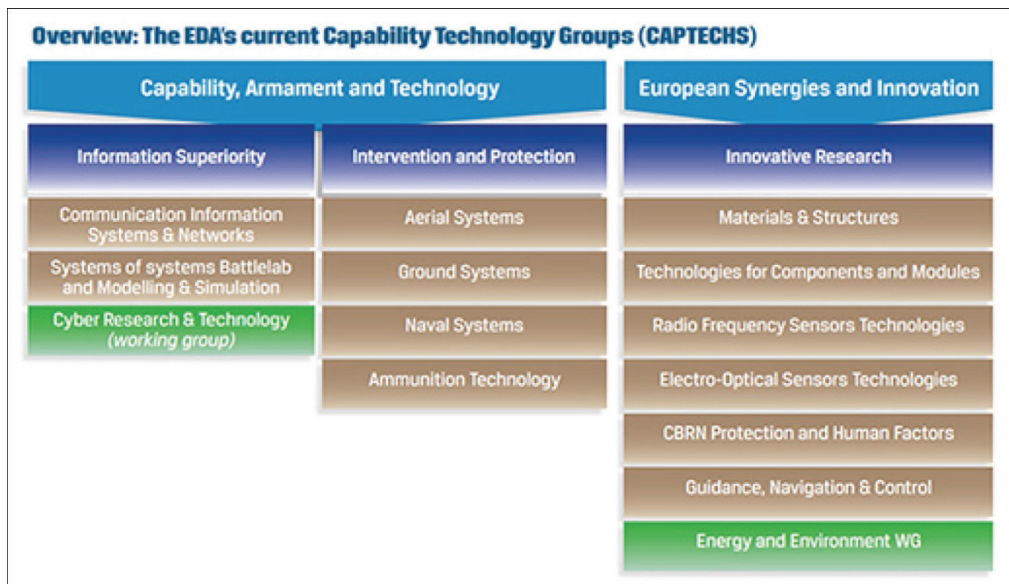 Overview: The EDA's current Capability Technology Groups (CAPTECHS)
Capability, Armament and Technology
European Synergies and Innovation
Information Superiority
Intervention and Protection
Innovative Research
Communication Information
Systems & Networks
Systems of systems Battlelab
and Modelling & Simulation
Cyber Research & Technology
(working group)
Aerial Systems
Ground Systems
Naval Systems
Ammunition Technology
Materials & Structures
Technologies for Components and Modules
Radio Frequency Sensors Technologies
Electro-Optical Sensors Technologies
CBRN Protection and Human Factors
Guidance, Navigation & Control
Energy and Environment WG